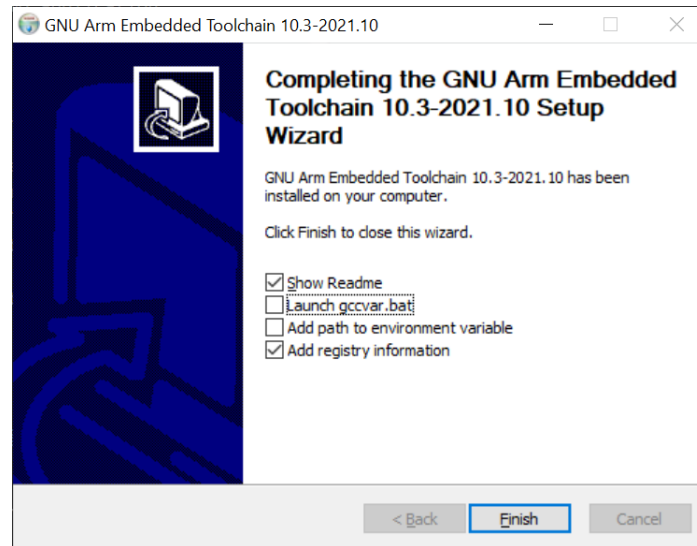 GNU Arm Embedded Toolchain 10.3-2021.10
Completing the GNU Arm Embedded
Toolchain 10.3-2021.10 Setup
Wizard
GNU Arm Embedded Toolchain 10.3-2021.10 has been
installed on your computer.
Click Finish to close this wizard.
Show Readme
Launch gccvar.bat
Add path to environment variable
Add registry information
< Back
Finish
Cancel